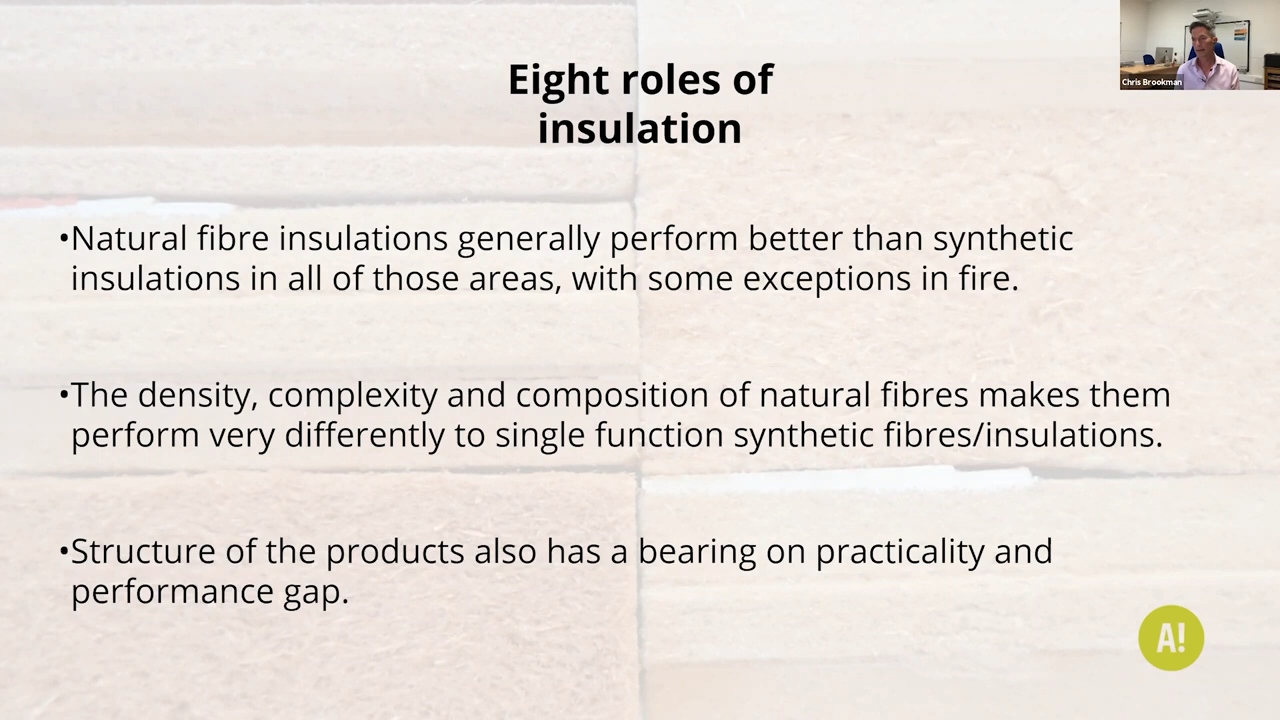 Eight roles of
insulation
Chris Brookman
•Natural fibre insulations generally perform better than synthetic
insulations in all of those areas, with some exceptions in fire.
•The density, complexity and composition of natural fibres makes them
perform very differently to single function synthetic fibres/insulations.
•Structure of the products also has a bearing on practicality and
performance gap.
A!